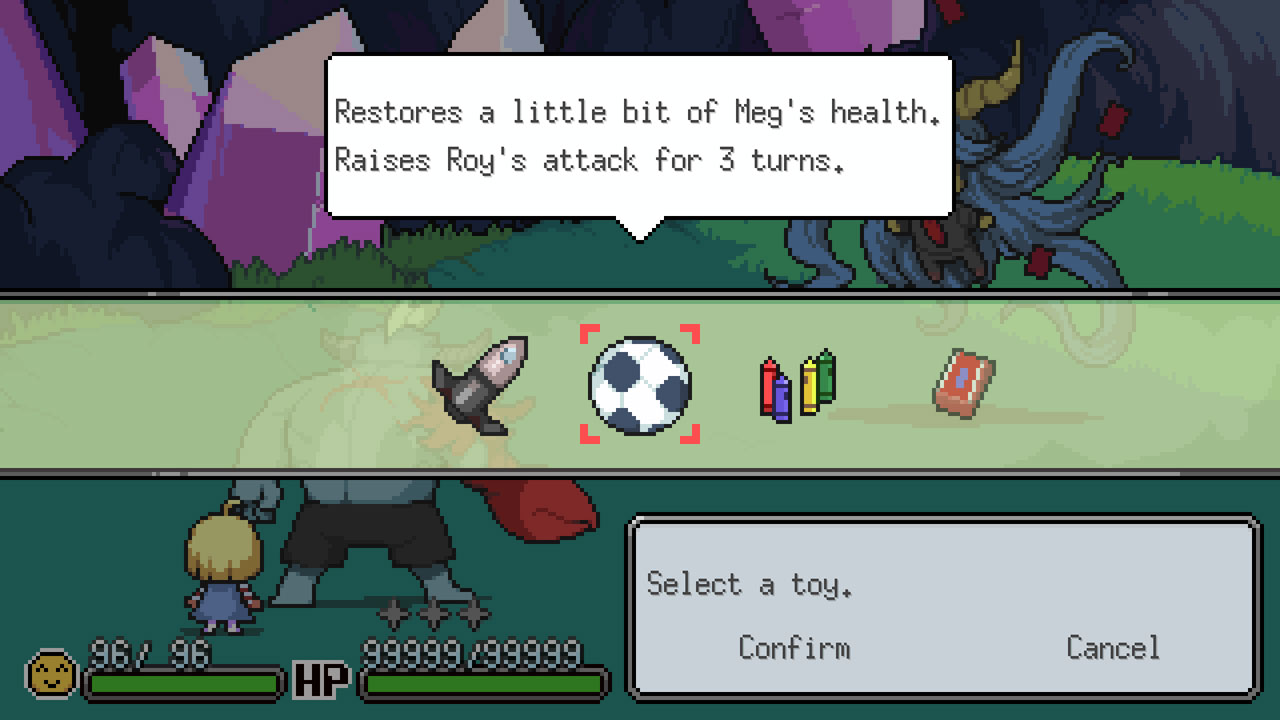 Restores a little bit of Meg's health.
Raises Roy's attack for 3 turns.
Select a toy.
Confirm Cancel
96/ 96 HP 99999/99999